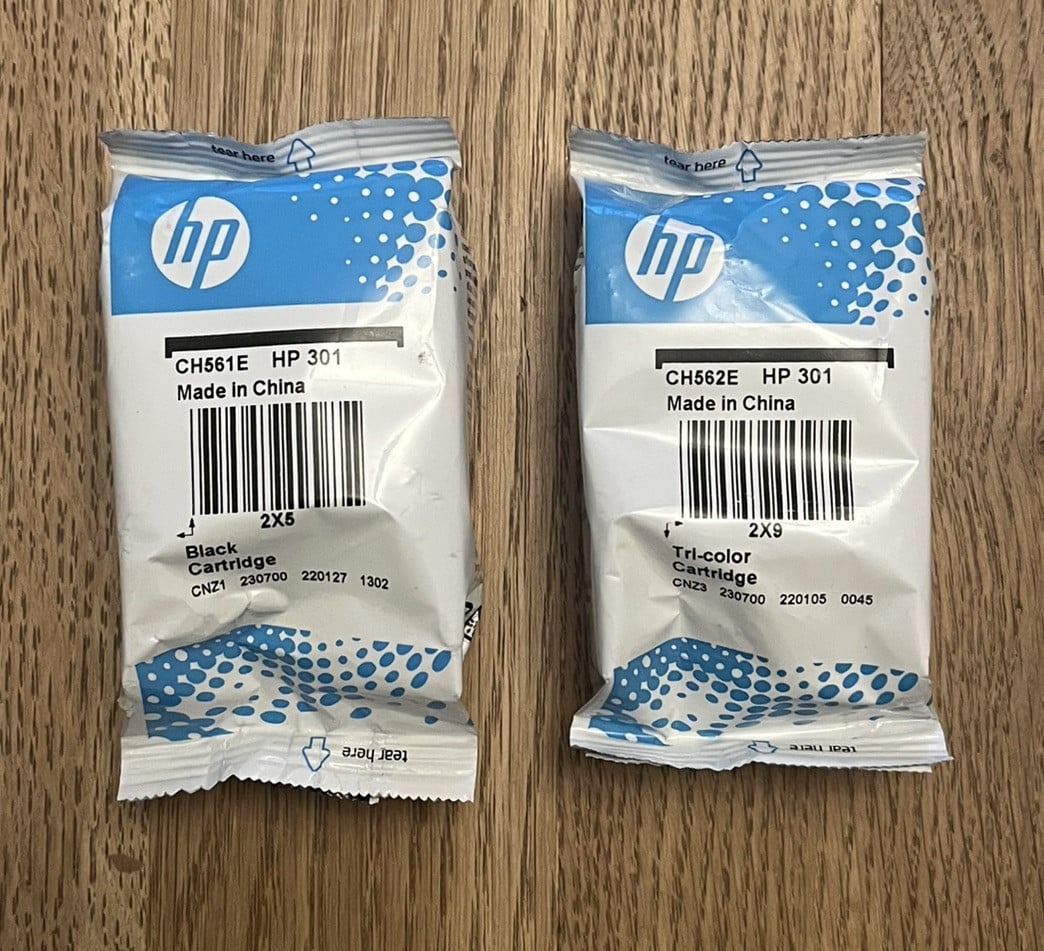 tear here
hp
CH561E HP 301
Made in China
2X5
Black
Cartridge
CNZ1 230700 220127 1302
tear here
tear here
hp
CH562E HP 301
Made in China
2X9
Tri-color
Cartridge
CNZ3 230700 220105 0045
tear here